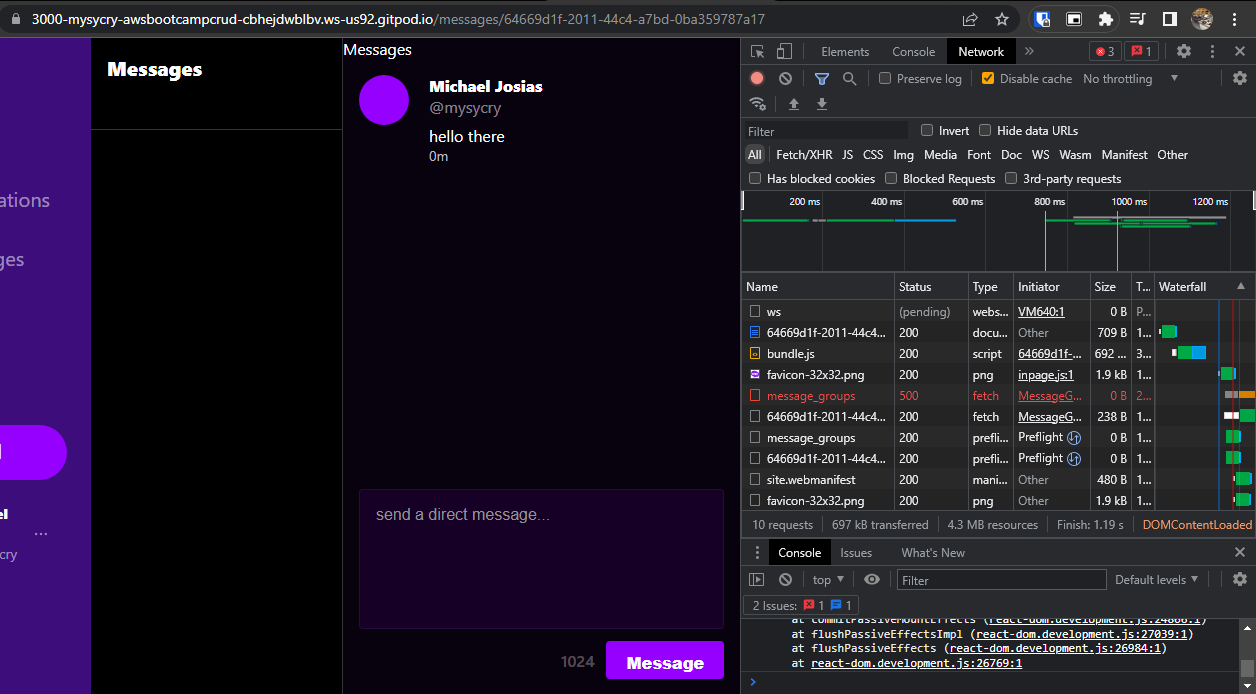 3000-mysycry-awsbootcampcrud-cbhejdwblbv.ws-us92.gitpod.io/messages/64669d1f-2011-44c4-a7bd-0ba359787a17
ations
ges
el
...
cry
Messages
Messages
Michael Josias
@mysycry
hello there
0m
send a direct message...
1024
Message
Elements Console Network » 3 1
Preserve log Disable cache No throttling
Filter Invert Hide data URLs
All Fetch/XHR JS CSS Img Media Font Doc WS Wasm Manifest Other
Has blocked cookies Blocked Requests 3rd-party requests
200 ms 400 ms 600 ms 800 ms 1000 ms 1200 ms
Name Status Type Initiator Size T... Waterfall
ws (pending) webs... VM640:1 0 B P...
64669d1f-2011-44c4... 200 docu... Other 709 B 1...
bundle.js 200 script 64669d1f-... 692 ... 3...
favicon-32x32.png 200 png inpage.js:1 1.9 kB 1...
message_groups 500 fetch MessageG... 0 B 2...
64669d1f-2011-44c4... 200 fetch MessageG... 238 B 1...
message_groups 200 prefli... Preflight 0 B 1...
64669d1f-2011-44c4... 200 prefli... Preflight 0 B 1...
site.webmanifest 200 mani... Other 480 B 1...
favicon-32x32.png 200 png Other 1.9 kB 1...
10 requests 697 kB transferred 4.3 MB resources Finish: 1.19 s DOMContentLoaded
Console Issues What's New
top Filter Default levels
2 Issues: 1 1
at commitPassiveMountEffects (react-dom.development.js:24866:1)
at flushPassiveEffectsImpl (react-dom.development.js:27039:1)
at flushPassiveEffects (react-dom.development.js:26984:1)
at react-dom.development.js:26769:1